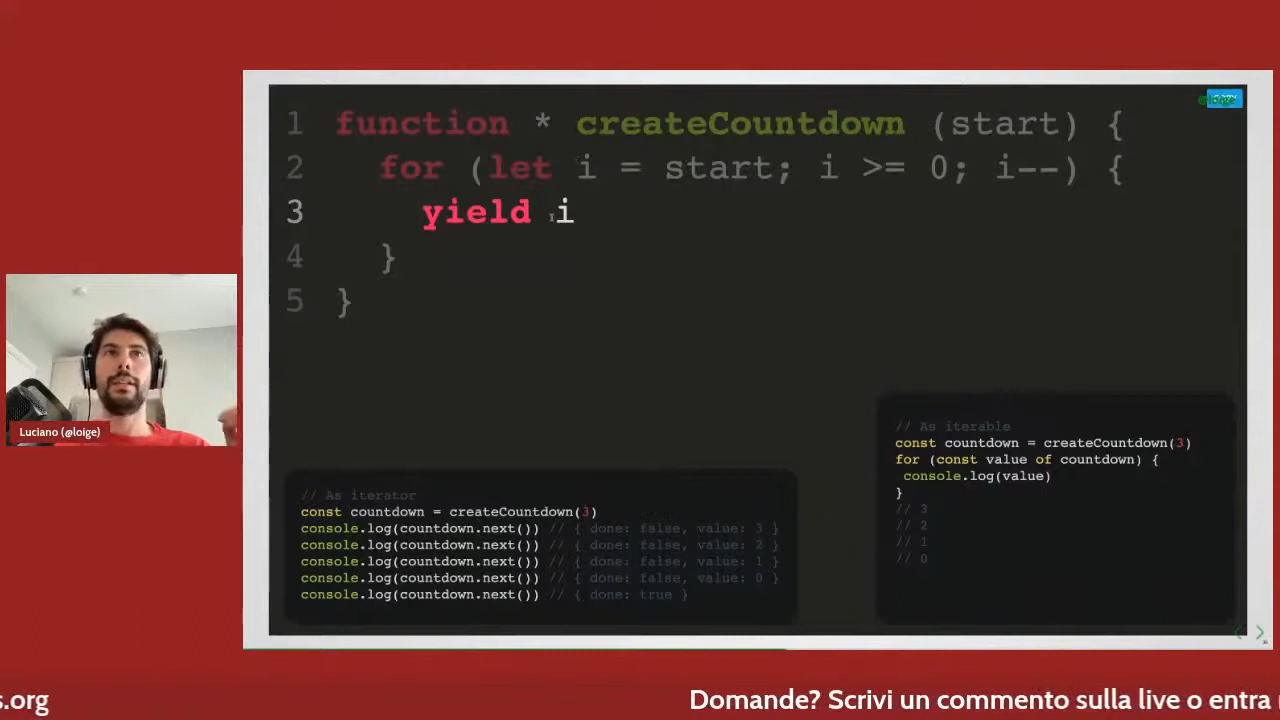 @loige
1 function * createCountdown (start) {
2 for (let i = start; i >= 0; i--) {
3 yield i
4 }
5 }
Luciano (@loige)
// As iterator
const countdown = createCountdown(3)
console.log(countdown.next()) // { done: false, value: 3 }
console.log(countdown.next()) // { done: false, value: 2 }
console.log(countdown.next()) // { done: false, value: 1 }
console.log(countdown.next()) // { done: false, value: 0 }
console.log(countdown.next()) // { done: true }
// As iterable
const countdown = createCountdown(3)
for (const value of countdown) {
console.log(value)
}
// 3
// 2
// 1
// 0
s.org
Domande? Scrivi un commento sulla live o entra